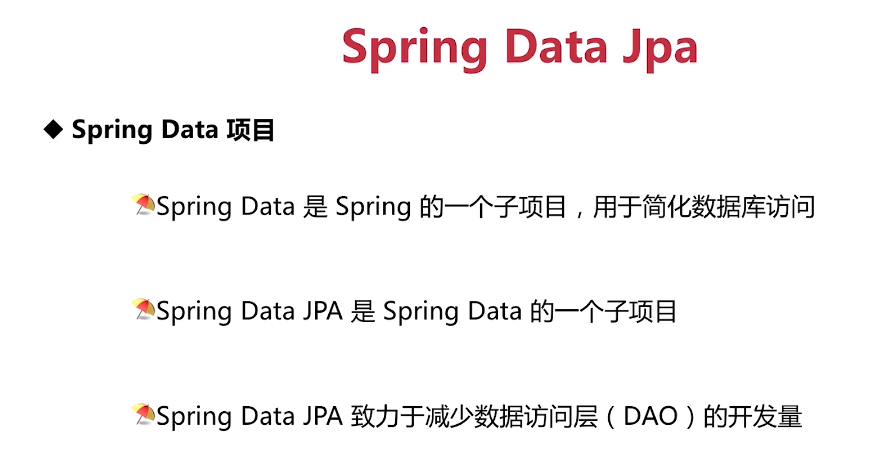 Spring Data Jpa
◆ Spring Data 项目
Spring Data 是 Spring 的一个子项目，用于简化数据库访问
Spring Data JPA 是 Spring Data 的一个子项目
Spring Data JPA 致力于减少数据访问层（DAO）的开发量